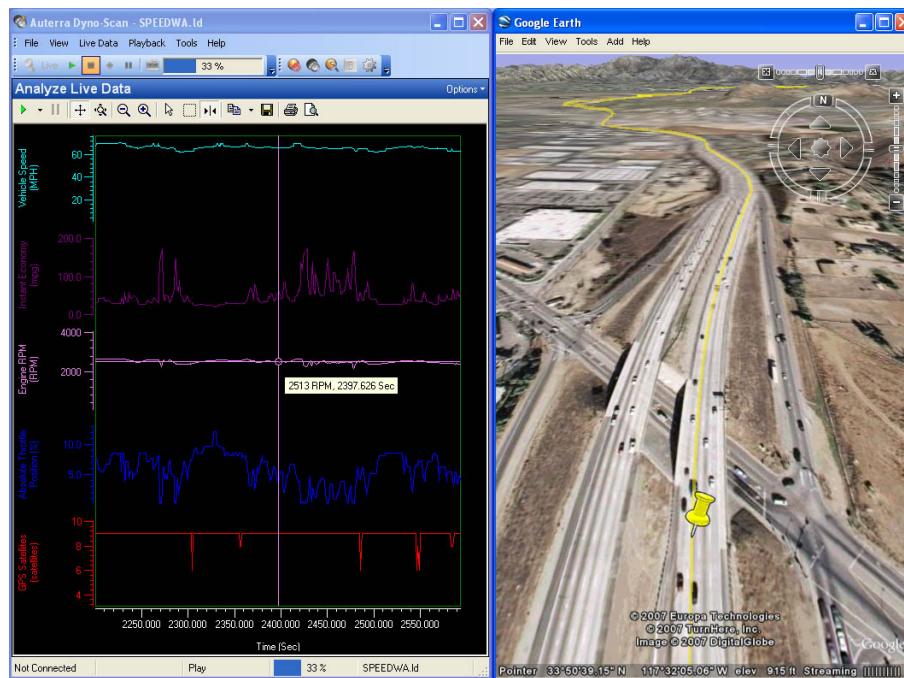 Auterra Dyno-Scan - SPEEDWA.ld
File View Live Data Playback Tools Help
Live 33 %
Analyze Live Data
Options
Vehicle Speed
(MPH)
60
40
20
Instant Economy
(mpg)
200.0
100.0
0.0
Engine RPM
(RPM)
4000
2000
2513 RPM, 2397.626 Sec
Absolute Throttle
Position (%)
10.0
5.0
GPS Satellites
(satellites)
10
8
6
4
2250.000 2300.000 2350.000 2400.000 2450.000 2500.000 2550.000
Time (Sec)
Not Connected Play 33 % SPEEDWA.ld
Google Earth
File Edit View Tools Add Help
N
© 2007 Europa Technologies
© 2007 TurnHere, Inc.
Image © 2007 DigitalGlobe
Google
Pointer 33°50'39.15" N 117°32'05.06" W elev 915 ft Streaming